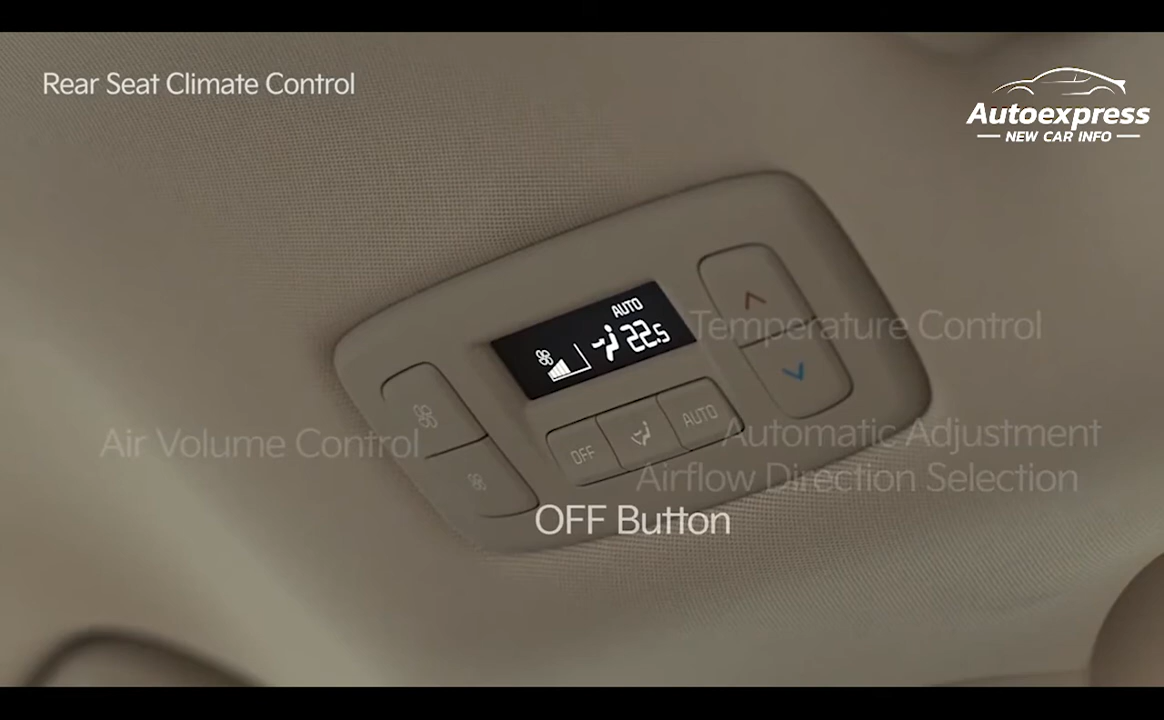 Rear Seat Climate Control
Autoexpress
NEW CAR INFO
AUTO
22.5
Temperature Control
Air Volume Control
OFF
AUTO
Automatic Adjustment
Airflow Direction Selection
OFF Button